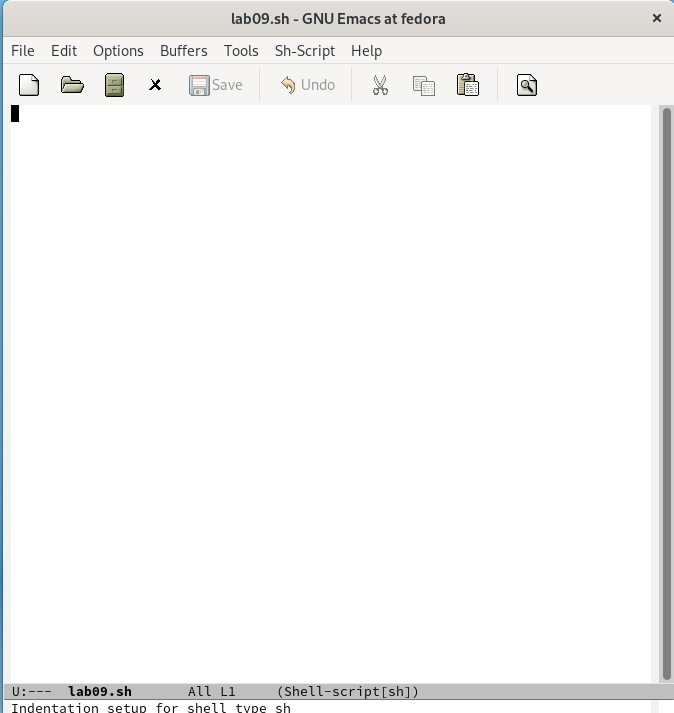 lab09.sh - GNU Emacs at fedora ×
File Edit Options Buffers Tools Sh-Script Help
Save Undo
U:--- lab09.sh All L1 (Shell-script[sh])
Indentation setup for shell type sh